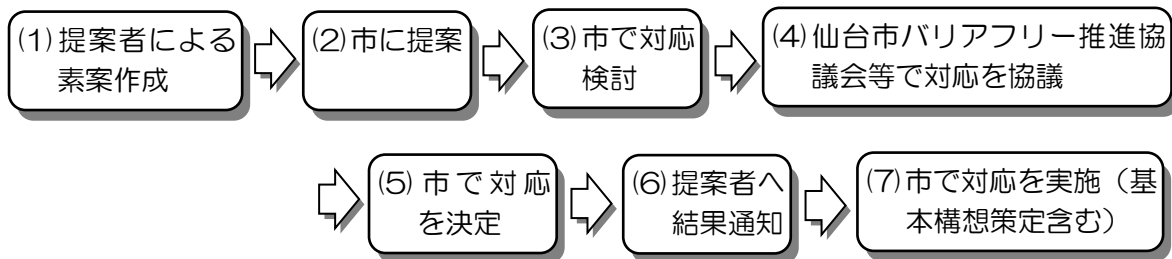 (1)提案者による
素案作成
(2)市に提案
(3)市で対応
検討
(4)仙台市バリアフリー推進協
議会等で対応を協議
(5)市で対応
を決定
(6)提案者へ
結果通知
(7)市で対応を実施(基
本構想策定含む)